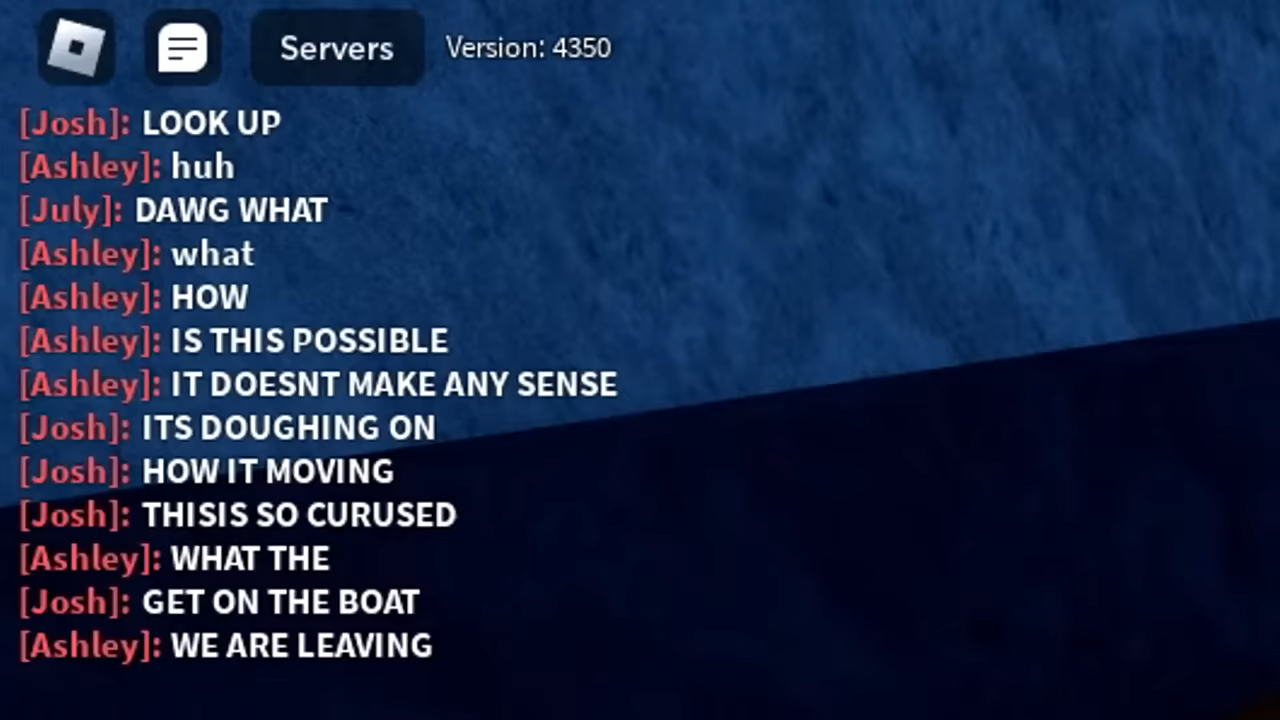 Servers Version: 4350
[Josh]: LOOK UP
[Ashley]: huh
[July]: DAWG WHAT
[Ashley]: what
[Ashley]: HOW
[Ashley]: IS THIS POSSIBLE
[Ashley]: IT DOESNT MAKE ANY SENSE
[Josh]: ITS DOUGHING ON
[Josh]: HOW IT MOVING
[Josh]: THISIS SO CURUSED
[Ashley]: WHAT THE
[Josh]: GET ON THE BOAT
[Ashley]: WE ARE LEAVING